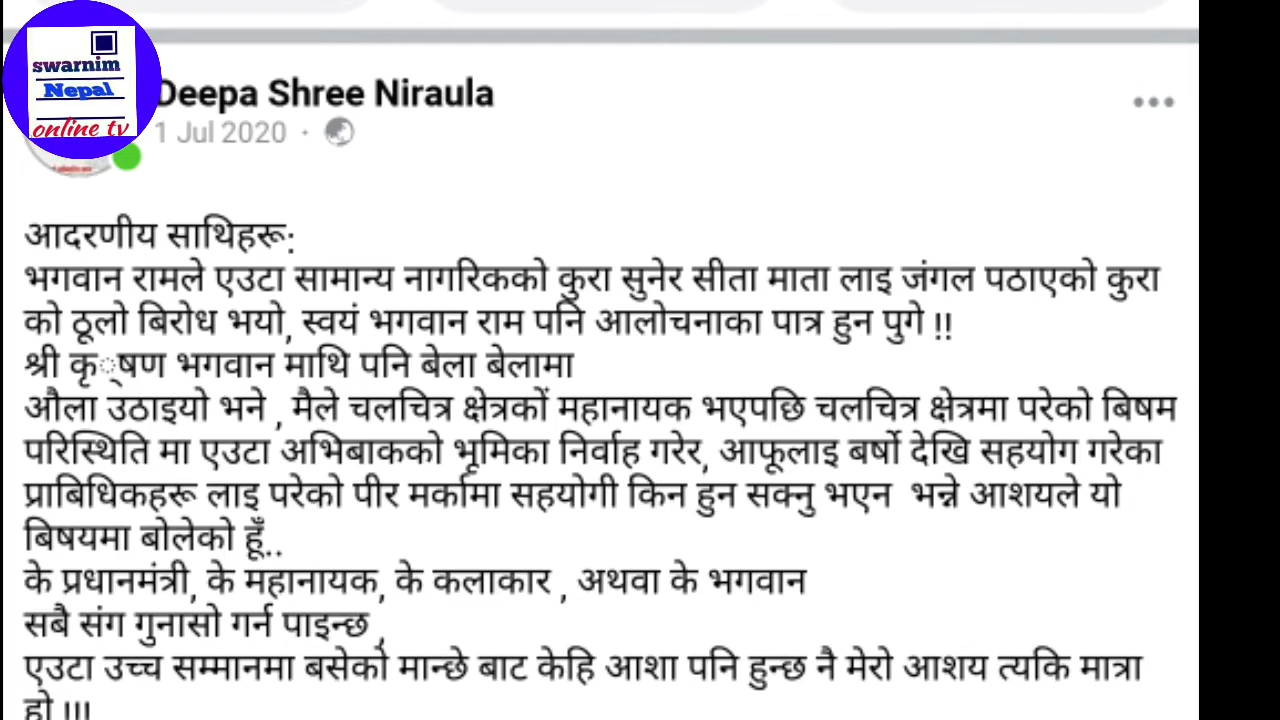 swarnim
Nepal
online tv
Deepa Shree Niraula
1 Jul 2020
आदरणीय साथिहरू:
भगवान रामले एउटा सामान्य नागरिकको कुरा सुनेर सीता माता लाइ जंगल पठाएको कुरा
को ठूलो बिरोध भयो, स्वयं भगवान राम पनि आलोचनाका पात्र हुन पुगे !!
श्री कृ्षण भगवान माथि पनि बेला बेलामा
औला उठाइयो भने , मैले चलचित्र क्षेत्रकों महानायक भएपछि चलचित्र क्षेत्रमा परेको बिषम
परिस्थिति मा एउटा अभिबाकको भूमिका निर्वाह गरेर, आफूलाइ बर्षो देखि सहयोग गरेका
प्राबिधिकहरू लाइ परेको पीर मर्कामा सहयोगी किन हुन सक्नु भएन भन्ने आशयले यो
बिषयमा बोलेको हूँ..
के प्रधानमंत्री, के महानायक, के कलाकार , अथवा के भगवान
सबै संग गुनासो गर्न पाइन्छ ,
एउटा उच्च सम्मानमा बसेको मान्छे बाट केहि आशा पनि हुन्छ नै मेरो आशय त्यकि मात्रा
हो !!!